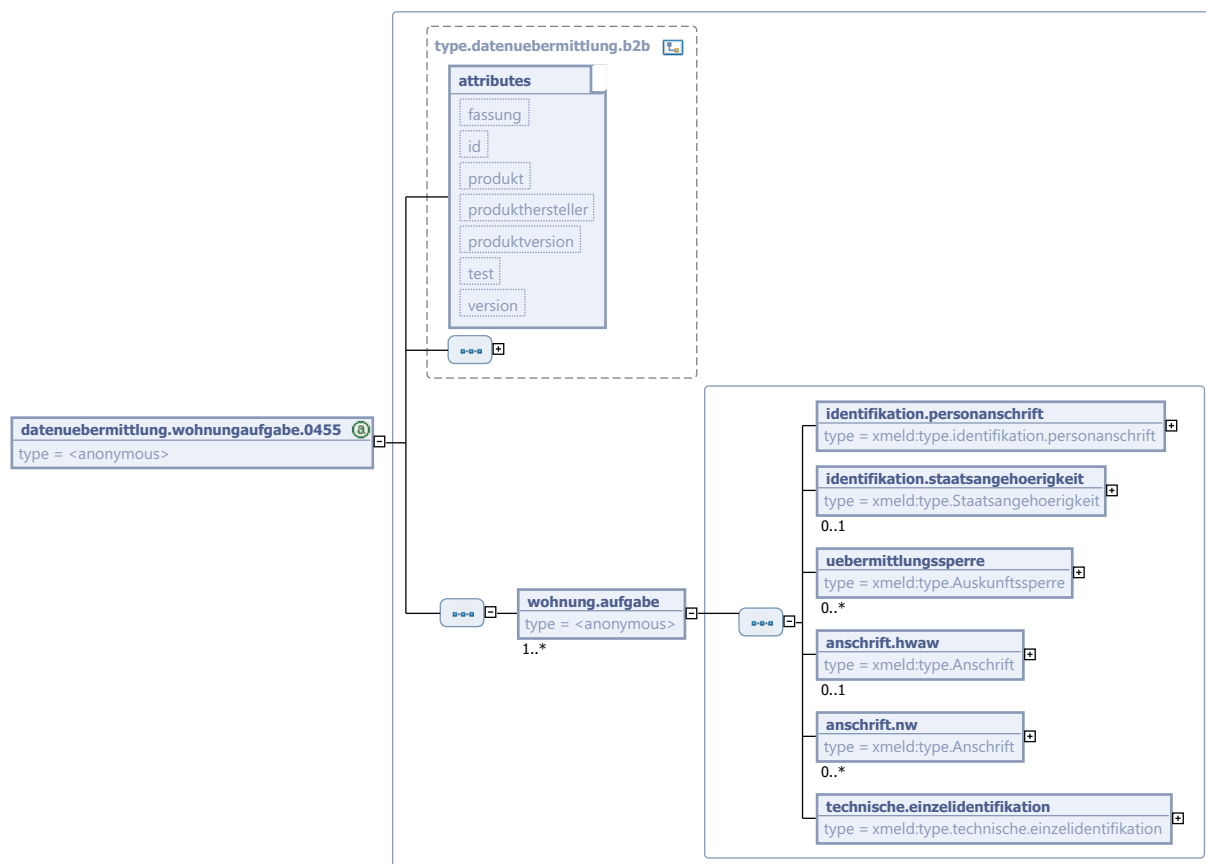 type.datenuebermittlung.b2b
attributes
fassung
id
produkt
produkthersteller
produktversion
test
version
datenuebermittlung.wohnungaufgabe.0455 a
type = <anonymous>
wohnung.aufgabe
type = <anonymous>
1..*
identifikation.personanschrift
type = xmeld:type.identifikation.personanschrift
identifikation.staatsangehoerigkeit
type = xmeld:type.Staatsangehoerigkeit
0..1
uebermittlungssperre
type = xmeld:type.Auskunftssperre
0..*
anschrift.hwaw
type = xmeld:type.Anschrift
0..1
anschrift.nw
type = xmeld:type.Anschrift
0..*
technische.einzelidentifikation
type = xmeld:type.technische.einzelidentifikation